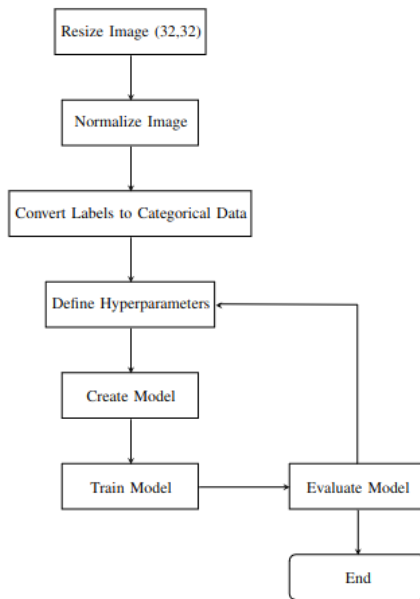 Resize Image (32,32)
Normalize Image
Convert Labels to Categorical Data
Define Hyperparameters
Create Model
Train Model
Evaluate Model
End